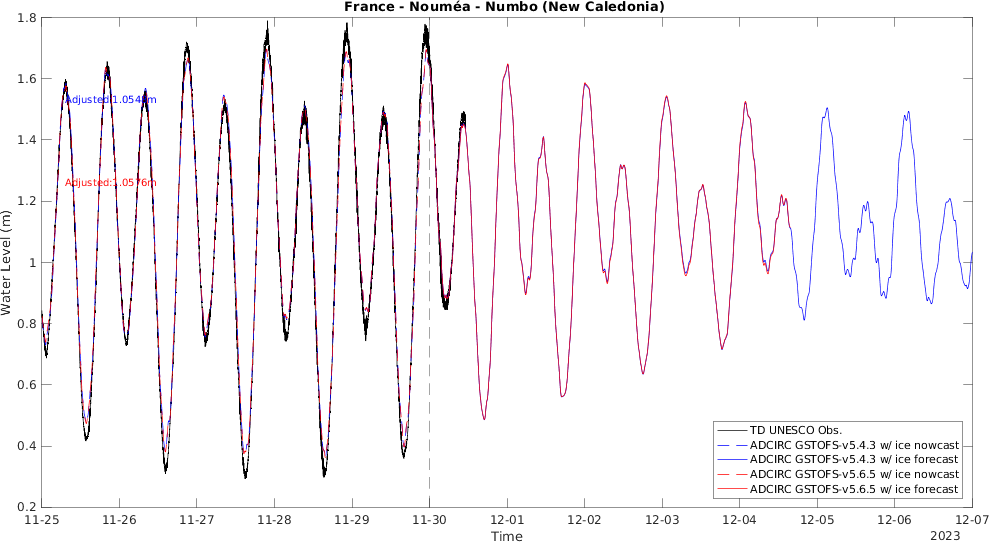 France - Nouméa - Numbo (New Caledonia)
1.8
1.6
1.4
1.2
1
0.8
0.6
0.4
0.2
Water Level (m)
Adjusted:1.0576m
11-25
11-26
11-27
11-28
11-29
11-30
12-01
12-02
12-03
12-04
12-05
12-06
12-07
Time
2023
TD UNESCO Obs.
ADCIRC GSTOFS-v5.4.3 w/ ice nowcast
ADCIRC GSTOFS-v5.4.3 w/ ice forecast
ADCIRC GSTOFS-v5.6.5 w/ ice nowcast
ADCIRC GSTOFS-v5.6.5 w/ ice forecast